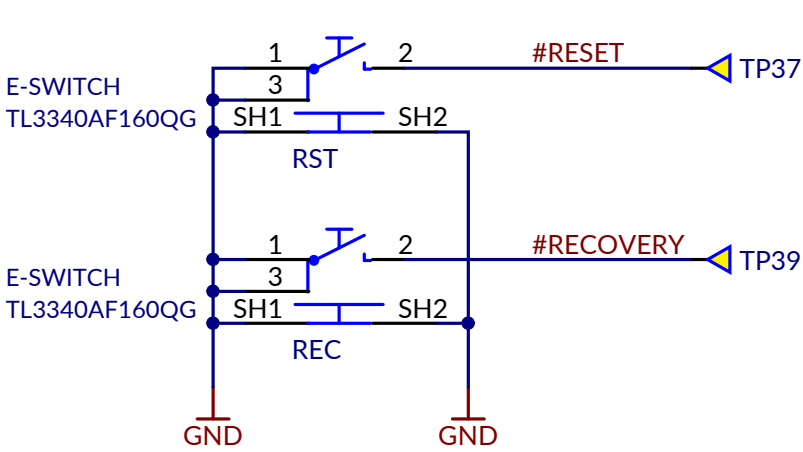 1
2
#RESET
TP37
E-SWITCH
TL3340AF160QG
3
SH1
SH2
RST
1
2
#RECOVERY
TP39
E-SWITCH
TL3340AF160QG
3
SH1
SH2
REC
GND
GND